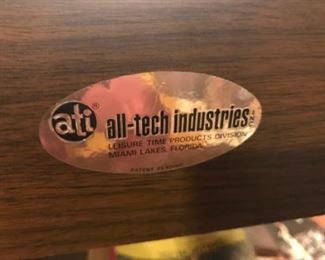 ati® all-tech industries
LEISURE TIME PRODUCTS DIVISION
MIAMI LAKES, FLORIDA
PATENT PENDING